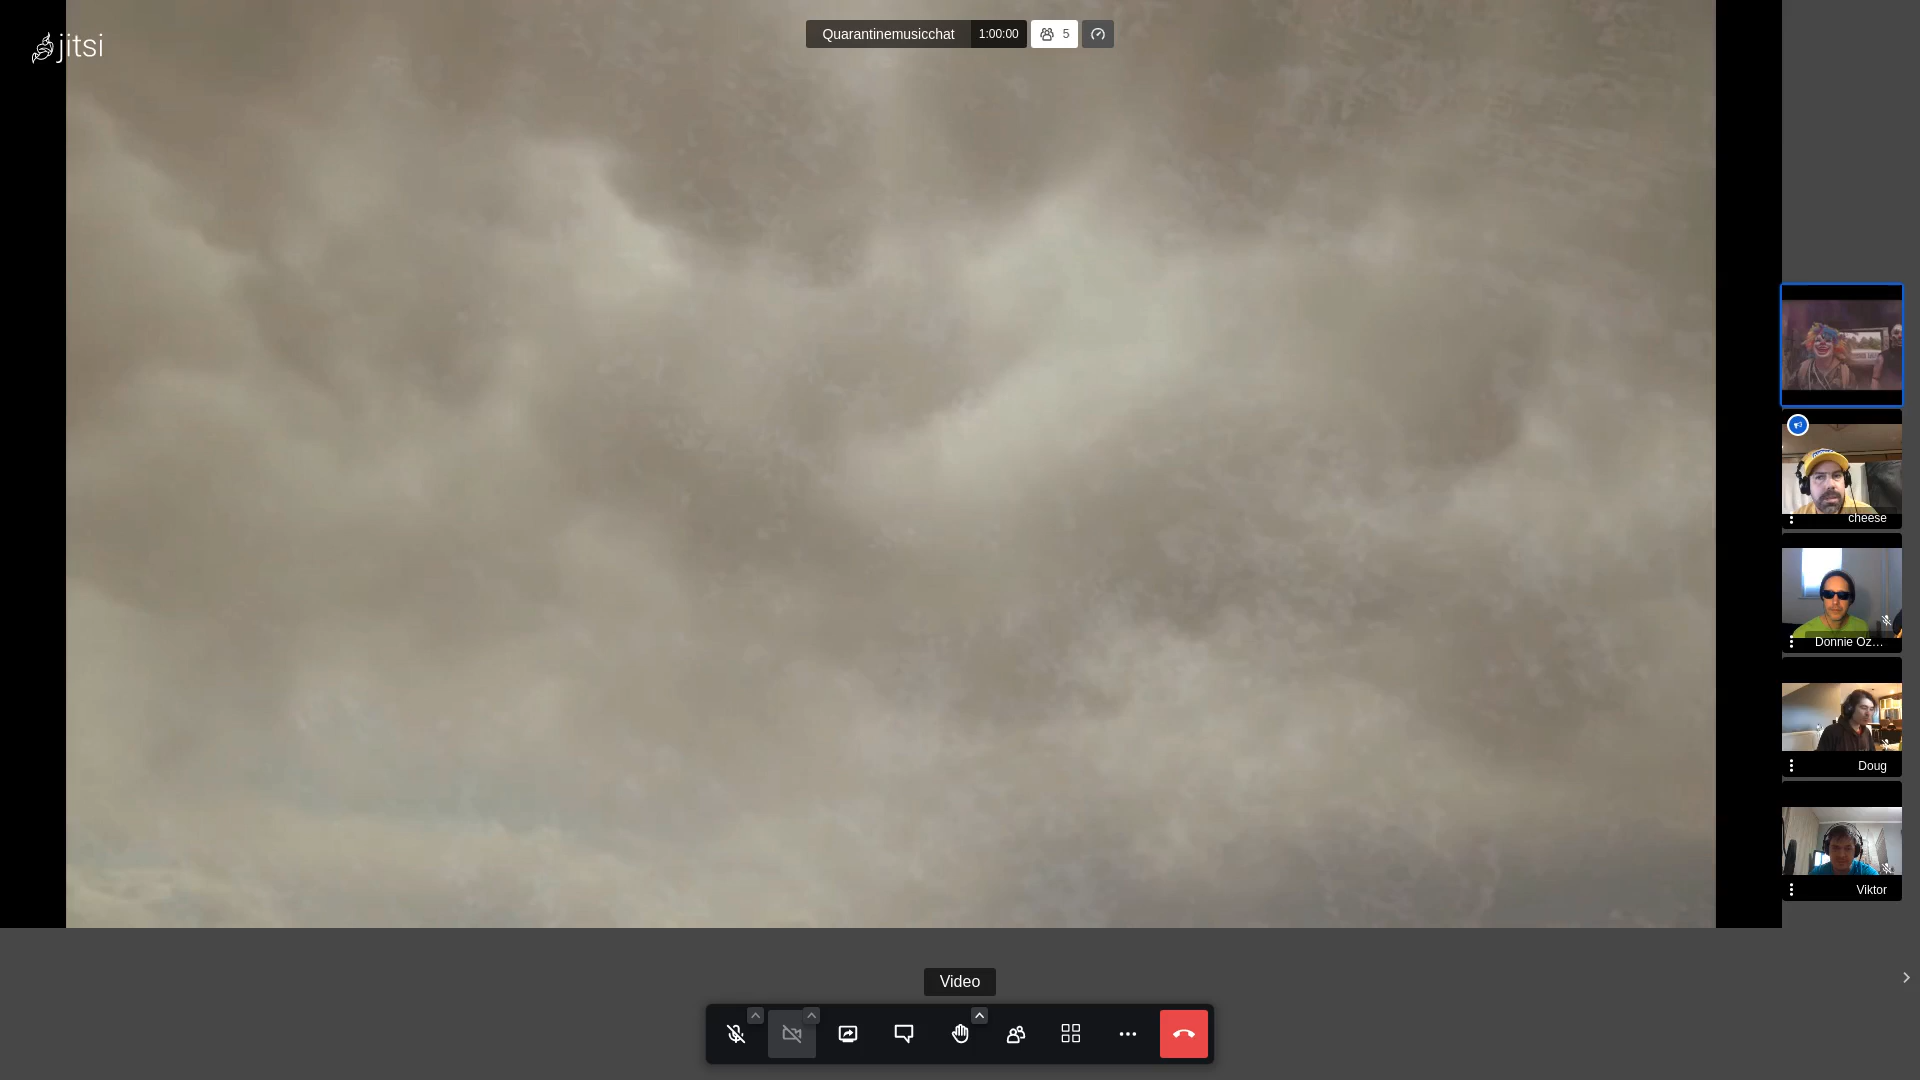 jitsi
Quarantinemusicchat 1:00:00 5
cheese
Donnie Oz...
Doug
Viktor
Video